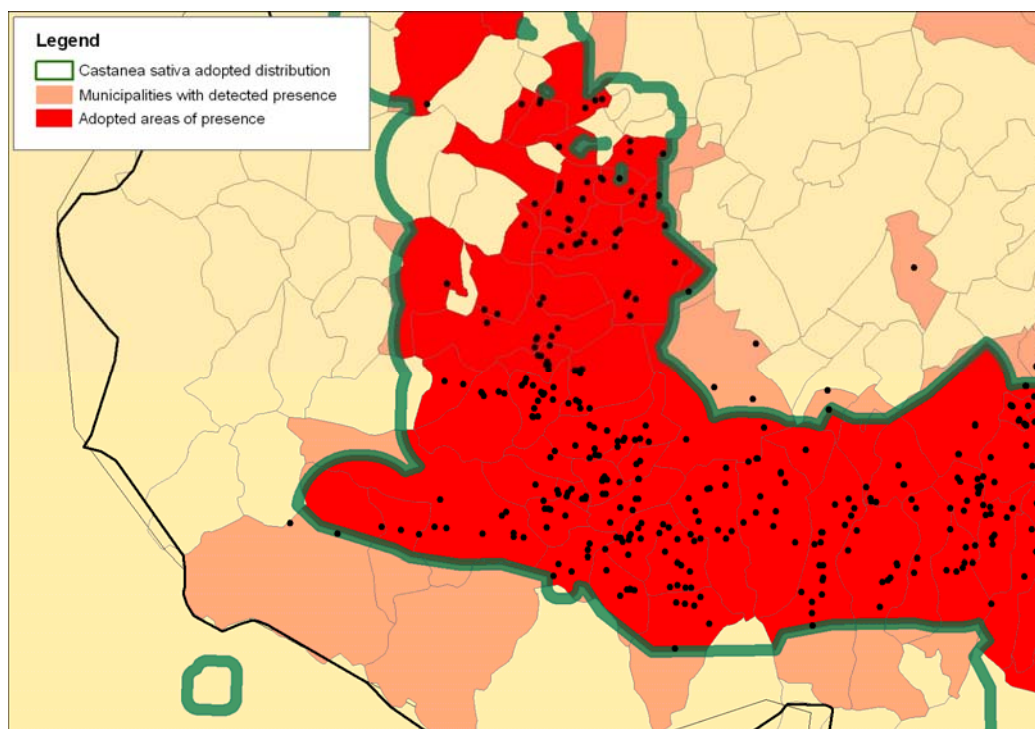 Legend
Castanea sativa adopted distribution
Municipalities with detected presence
Adopted areas of presence